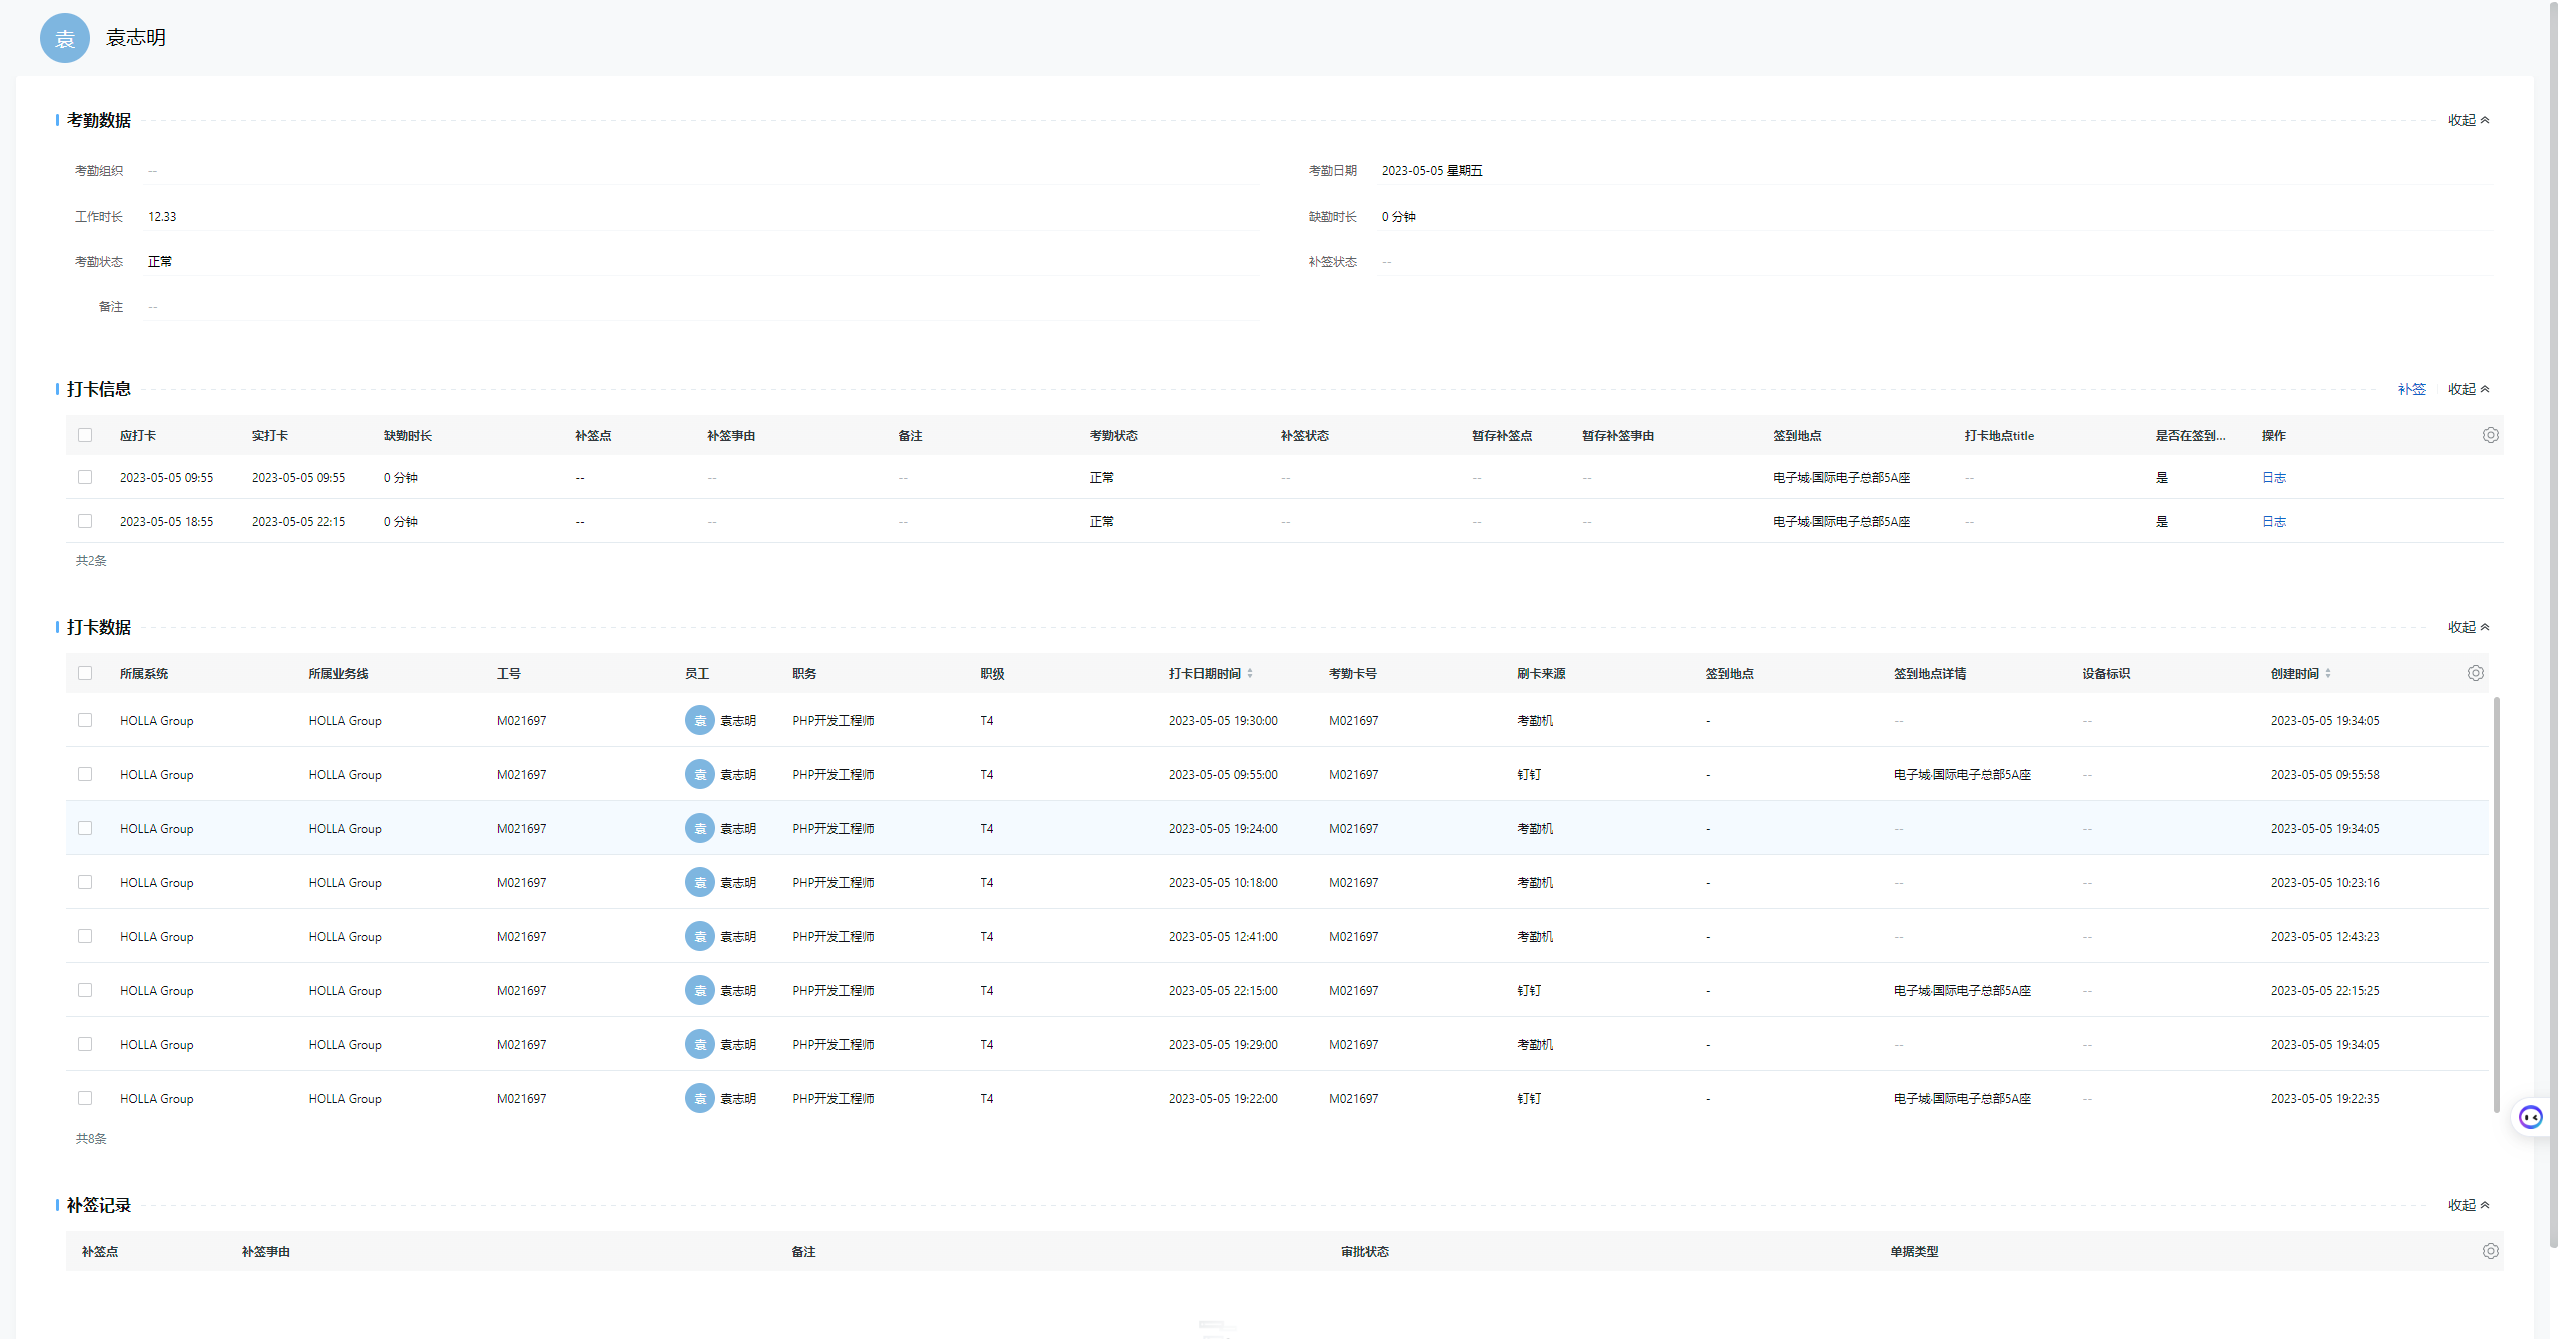 袁 袁志明
考勤数据 收起
考勤组织 -- 考勤日期 2023-05-05 星期五
工作时长 12.33 缺勤时长 0 分钟
考勤状态 正常 补签状态 --
备注 --
打卡信息 补签 收起
应打卡 实打卡 缺勤时长 补签点 补签事由 备注 考勤状态 补签状态 暂存补签点 暂存补签事由 签到地点 打卡地点title 是否在签到... 操作
2023-05-05 09:55 2023-05-05 09:55 0 分钟 -- -- -- 正常 -- -- -- 电子城·国际电子总部5A座 -- 是 日志
2023-05-05 18:55 2023-05-05 22:15 0 分钟 -- -- -- 正常 -- -- -- 电子城·国际电子总部5A座 -- 是 日志
共2条
打卡数据 收起
所属系统 所属业务线 工号 员工 职务 职级 打卡日期时间 考勤卡号 刷卡来源 签到地点 签到地点详情 设备标识 创建时间
HOLLA Group HOLLA Group M021697 袁 袁志明 PHP开发工程师 T4 2023-05-05 19:30:00 M021697 考勤机 - -- -- 2023-05-05 19:34:05
HOLLA Group HOLLA Group M021697 袁 袁志明 PHP开发工程师 T4 2023-05-05 09:55:00 M021697 钉钉 - 电子城·国际电子总部5A座 -- 2023-05-05 09:55:58
HOLLA Group HOLLA Group M021697 袁 袁志明 PHP开发工程师 T4 2023-05-05 19:24:00 M021697 考勤机 - -- -- 2023-05-05 19:34:05
HOLLA Group HOLLA Group M021697 袁 袁志明 PHP开发工程师 T4 2023-05-05 10:18:00 M021697 考勤机 - -- -- 2023-05-05 10:23:16
HOLLA Group HOLLA Group M021697 袁 袁志明 PHP开发工程师 T4 2023-05-05 12:41:00 M021697 考勤机 - -- -- 2023-05-05 12:43:23
HOLLA Group HOLLA Group M021697 袁 袁志明 PHP开发工程师 T4 2023-05-05 22:15:00 M021697 钉钉 - 电子城·国际电子总部5A座 -- 2023-05-05 22:15:25
HOLLA Group HOLLA Group M021697 袁 袁志明 PHP开发工程师 T4 2023-05-05 19:29:00 M021697 考勤机 - -- -- 2023-05-05 19:34:05
HOLLA Group HOLLA Group M021697 袁 袁志明 PHP开发工程师 T4 2023-05-05 19:22:00 M021697 钉钉 - 电子城·国际电子总部5A座 -- 2023-05-05 19:22:35
共8条
补签记录 收起
补签点 补签事由 备注 审批状态 单据类型